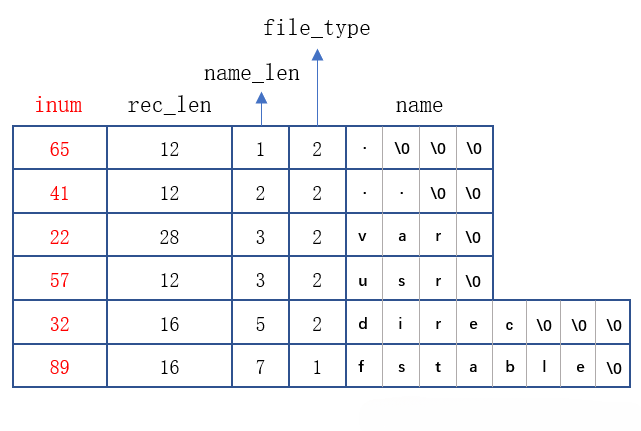 file_type
name_len
inum rec_len name
65 12 1 2 · \0 \0 \0
41 12 2 2 · · \0 \0
22 28 3 2 v a r \0
57 12 3 2 u s r \0
32 16 5 2 d i r e c \0 \0 \0
89 16 7 1 f s t a b l e \0